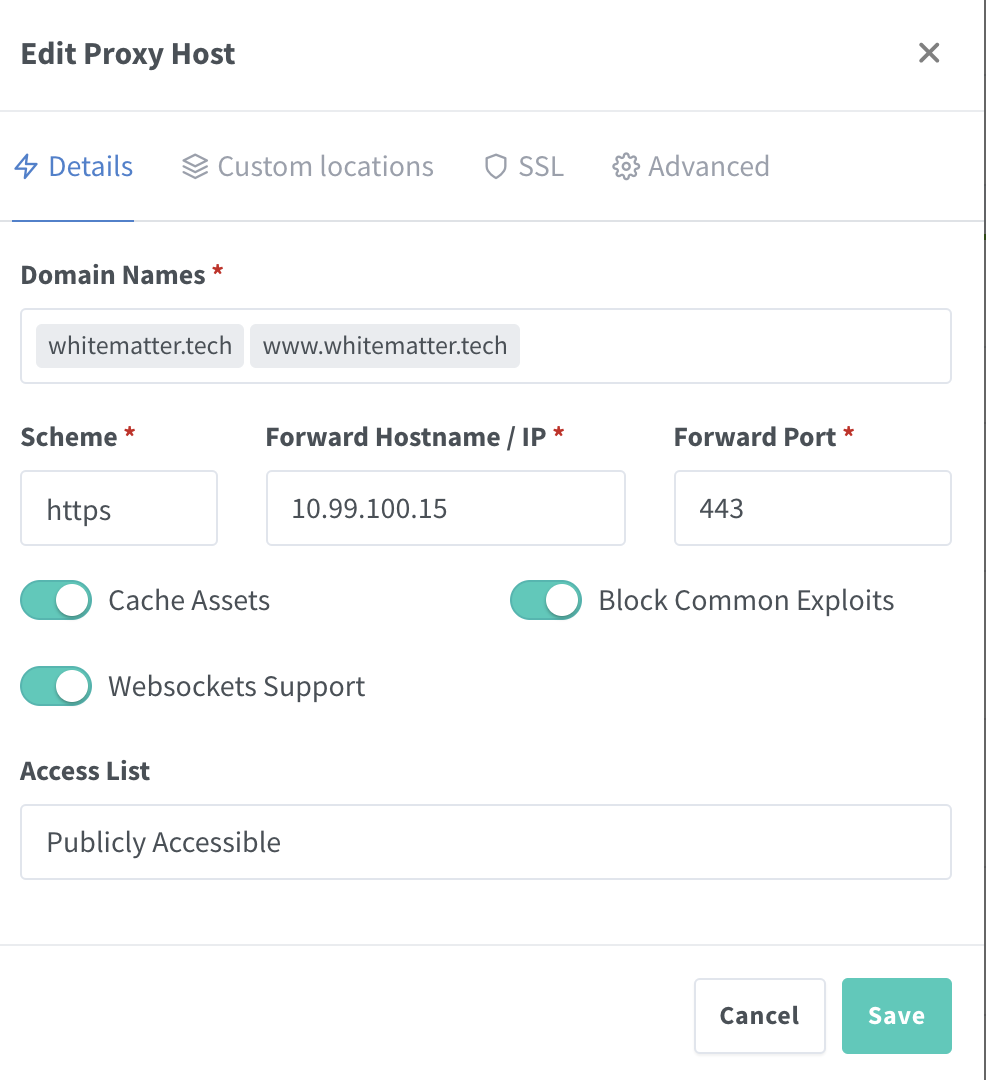 Edit Proxy Host
Details Custom locations SSL Advanced
Domain Names *
whitematter.tech www.whitematter.tech
Scheme * Forward Hostname / IP * Forward Port *
https 10.99.100.15 443
Cache Assets Block Common Exploits
Websockets Support
Access List
Publicly Accessible
Cancel Save